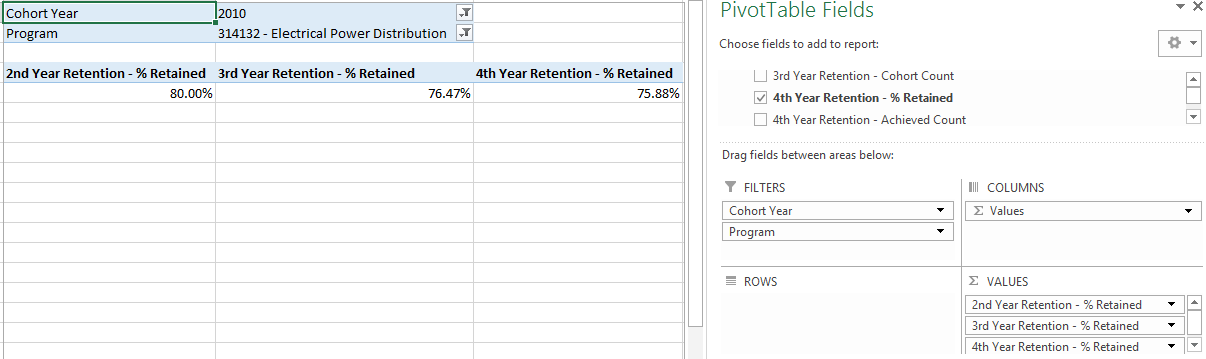 Cohort Year 2010
Program 314132 - Electrical Power Distribution
2nd Year Retention - % Retained 3rd Year Retention - % Retained 4th Year Retention - % Retained
80.00% 76.47% 75.88%
PivotTable Fields
Choose fields to add to report:
3rd Year Retention - Cohort Count
4th Year Retention - % Retained
4th Year Retention - Achieved Count
Drag fields between areas below:
FILTERS
Cohort Year
Program
COLUMNS
Σ Values
ROWS
Σ VALUES
2nd Year Retention - % Retained
3rd Year Retention - % Retained
4th Year Retention - % Retained